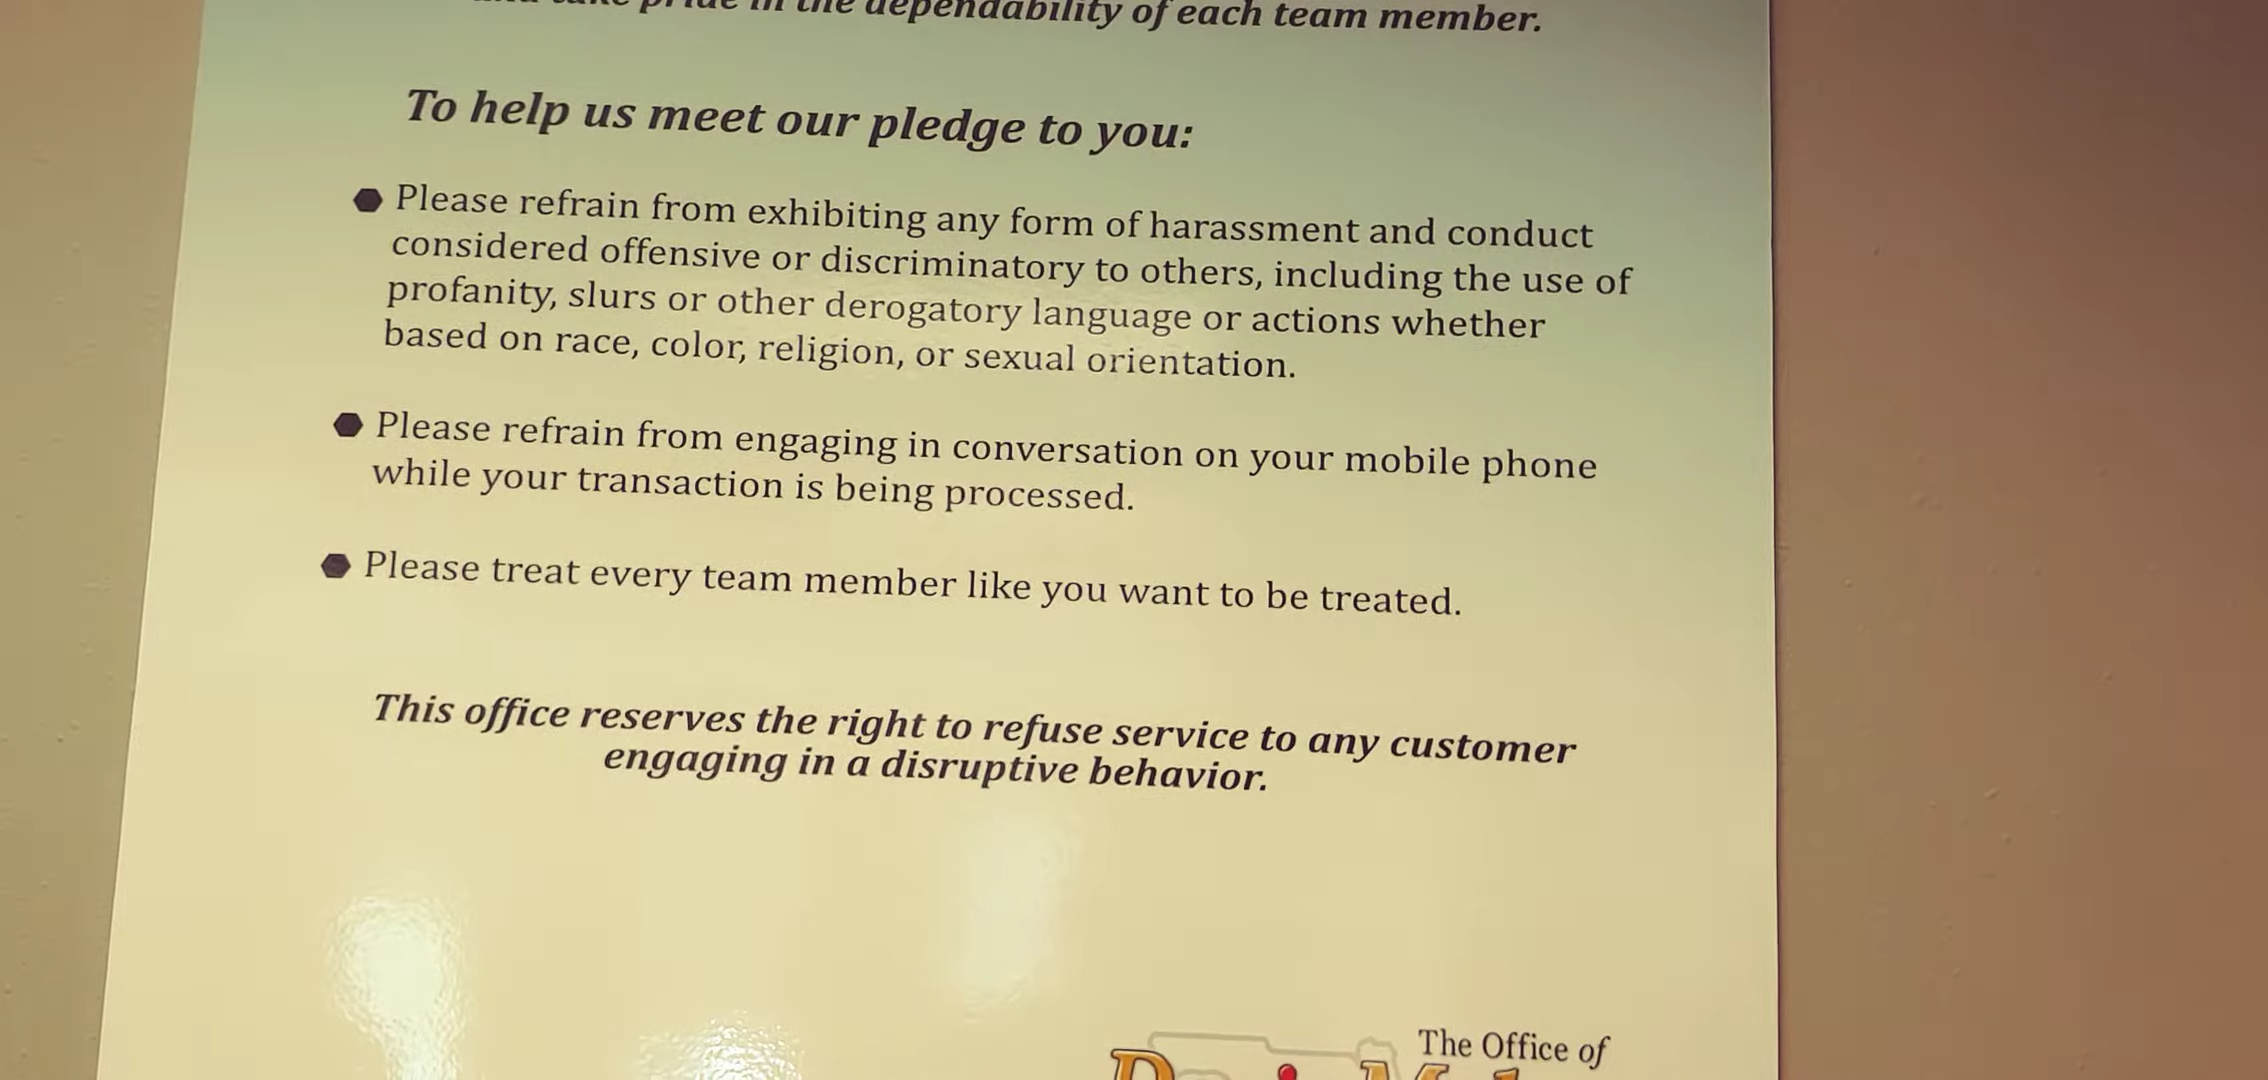 pride in the dependability of each team member.
To help us meet our pledge to you:
Please refrain from exhibiting any form of harassment and conduct
considered offensive or discriminatory to others, including the use of
profanity, slurs or other derogatory language or actions whether
based on race, color, religion, or sexual orientation.
Please refrain from engaging in conversation on your mobile phone
while your transaction is being processed.
Please treat every team member like you want to be treated.
This office reserves the right to refuse service to any customer
engaging in a disruptive behavior.
The Office of